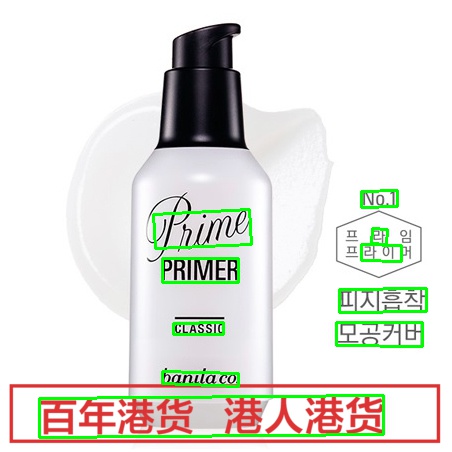 No.1
프라임
프라이머
Prime
PRIMER
피지흡착
모공커버
CLASSIC
banila co
百年港货 港人港货